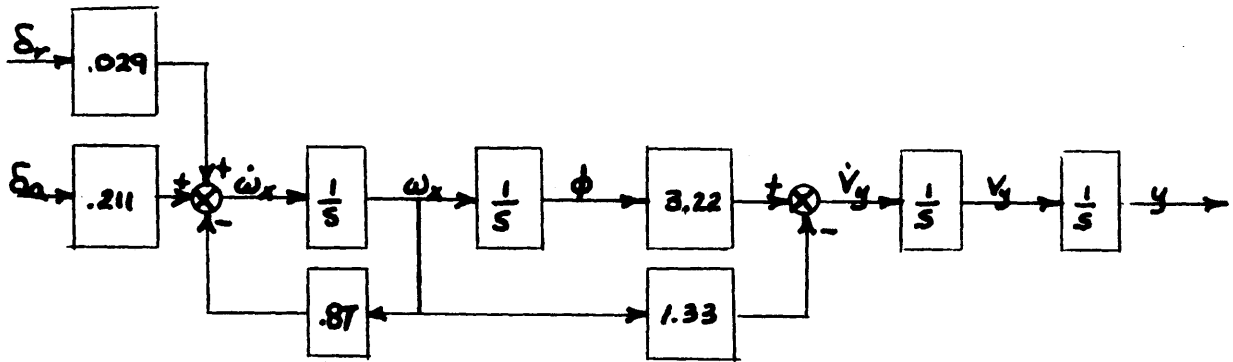 δr
.029
+
δa
.211
+
ω̇x
1/s
ωx
1/s
ϕ
3.22
+
V̇y
1/s
Vy
1/s
y
-
-
.87
1.33